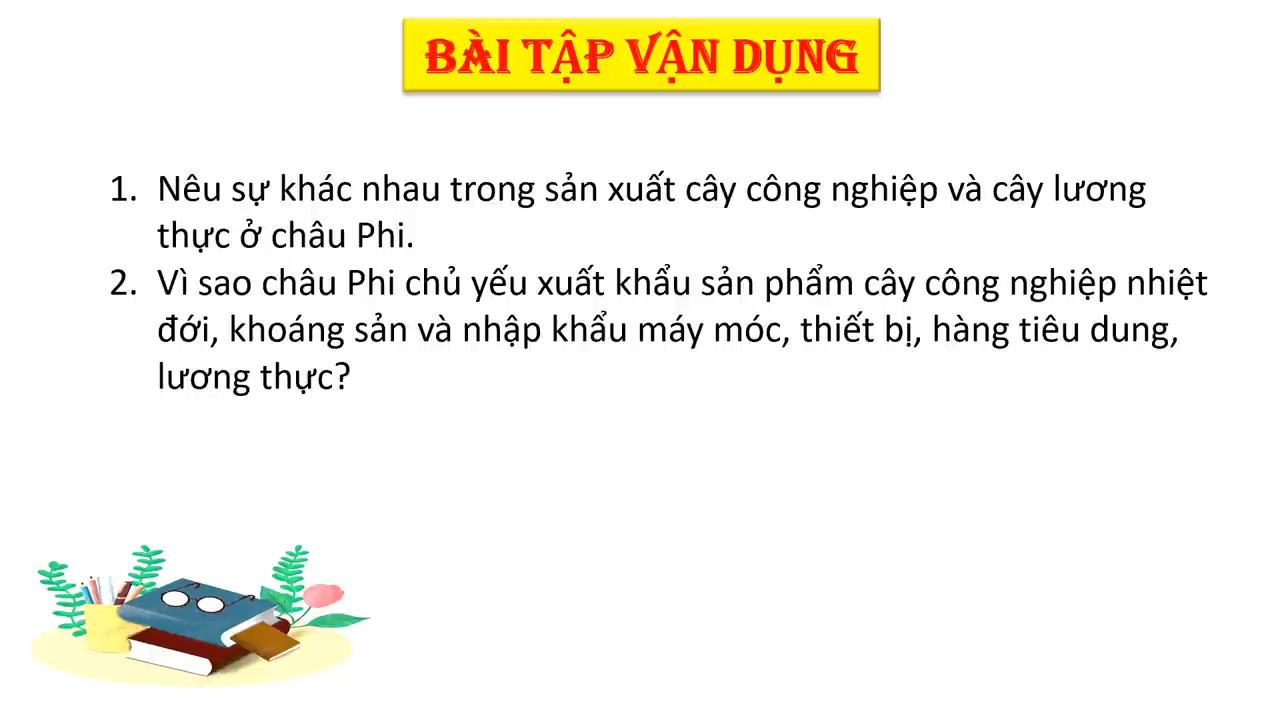 BÀI TẬP VẬN DỤNG
1. Nêu sự khác nhau trong sản xuất cây công nghiệp và cây lương
thực ở châu Phi.
2. Vì sao châu Phi chủ yếu xuất khẩu sản phẩm cây công nghiệp nhiệt
đới, khoáng sản và nhập khẩu máy móc, thiết bị, hàng tiêu dung,
lương thực?